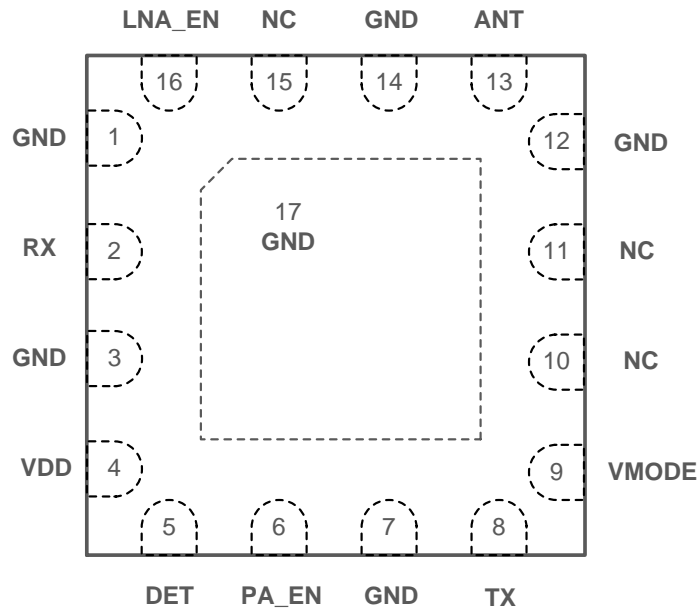 LNA_EN NC GND ANT
16 15 14 13
GND 1 12 GND
17
GND
RX 2 11 NC
GND 3 10 NC
VDD 4 9 VMODE
5 6 7 8
DET PA_EN GND TX